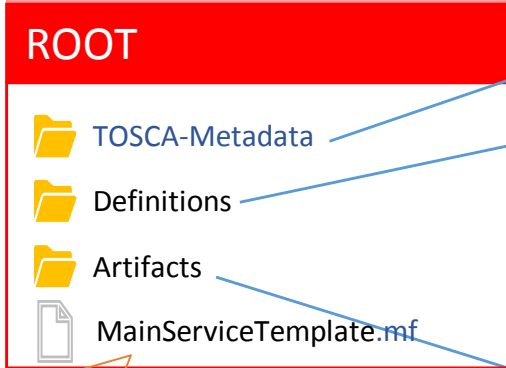 ROOT
TOSCA-Metadata
Definitions
Artifacts
MainServiceTemplate.mf